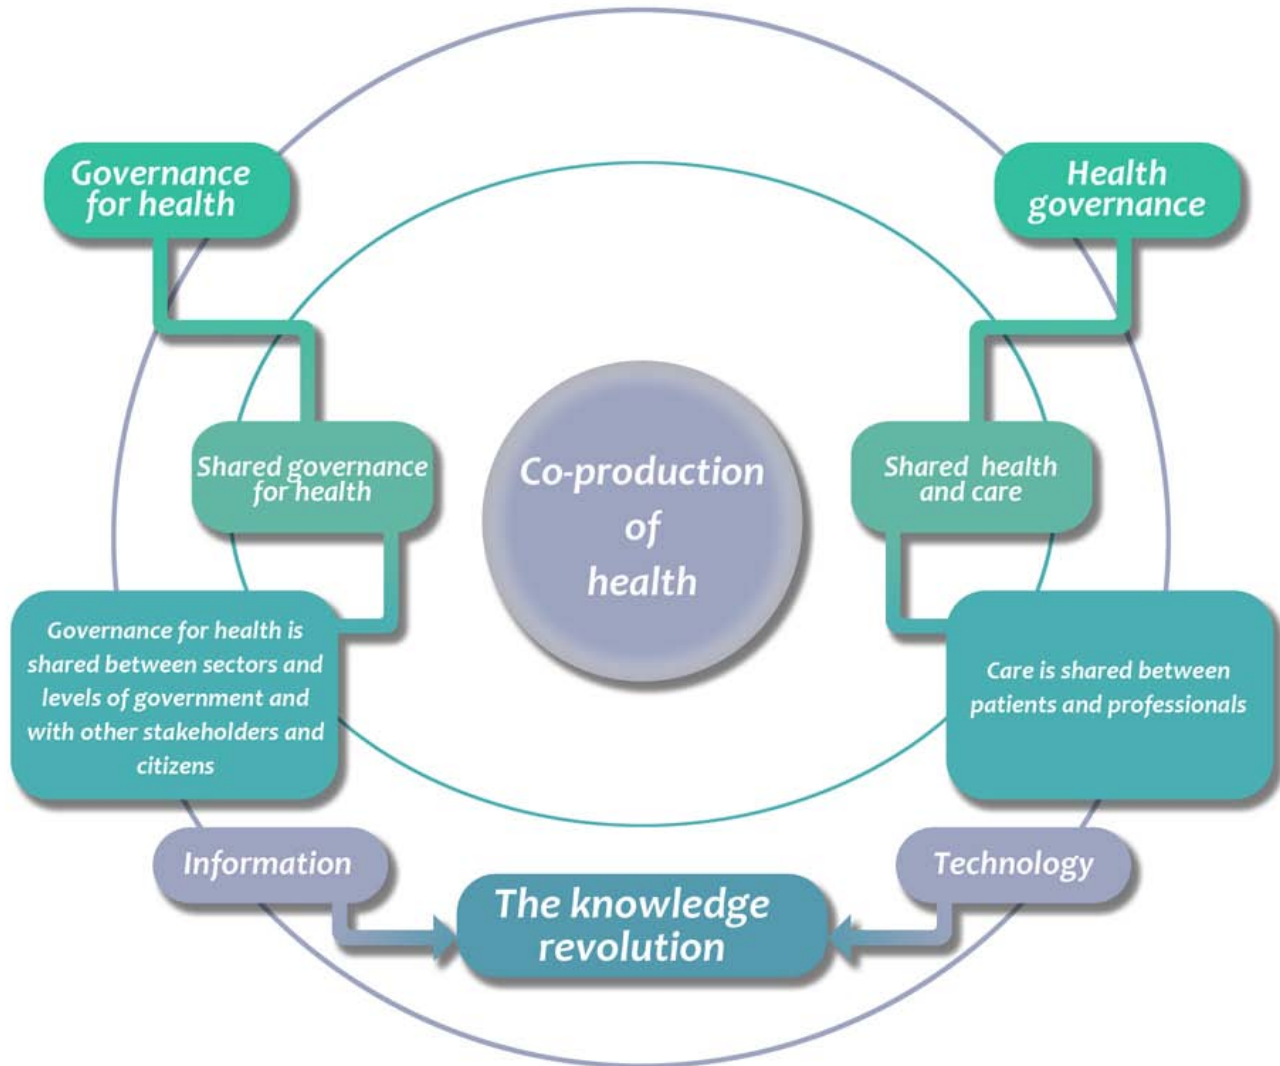 Governance
for health
Health
governance
Shared governance
for health
Co-production
of
health
Shared health
and care
Governance for health is
shared between sectors and
levels of government and
with other stakeholders and
citizens
Care is shared between
patients and professionals
Information
Technology
The knowledge
revolution